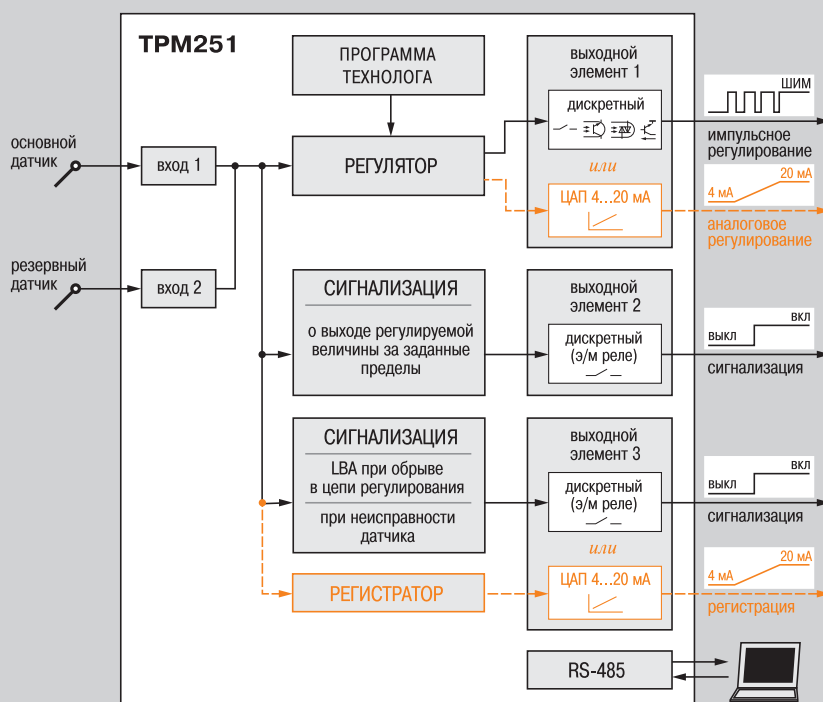 ТРМ251
основной
датчик
вход 1
резервный
датчик
вход 2
ПРОГРАММА
ТЕХНОЛОГА
РЕГУЛЯТОР
выходной
элемент 1
дискретный
или
ЦАП 4...20 мА
ШИМ
импульсное
регулирование
20 мА
4 мА
аналоговое
регулирование
СИГНАЛИЗАЦИЯ
о выходе регулируемой
величины за заданные
пределы
выходной
элемент 2
дискретный
(э/м реле)
вкл
выкл
сигнализация
СИГНАЛИЗАЦИЯ
LBA при обрыве
в цепи регулирования
при неисправности
датчика
выходной
элемент 3
дискретный
(э/м реле)
или
ЦАП 4...20 мА
вкл
выкл
сигнализация
РЕГИСТРАТОР
20 мА
4 мА
регистрация
RS-485